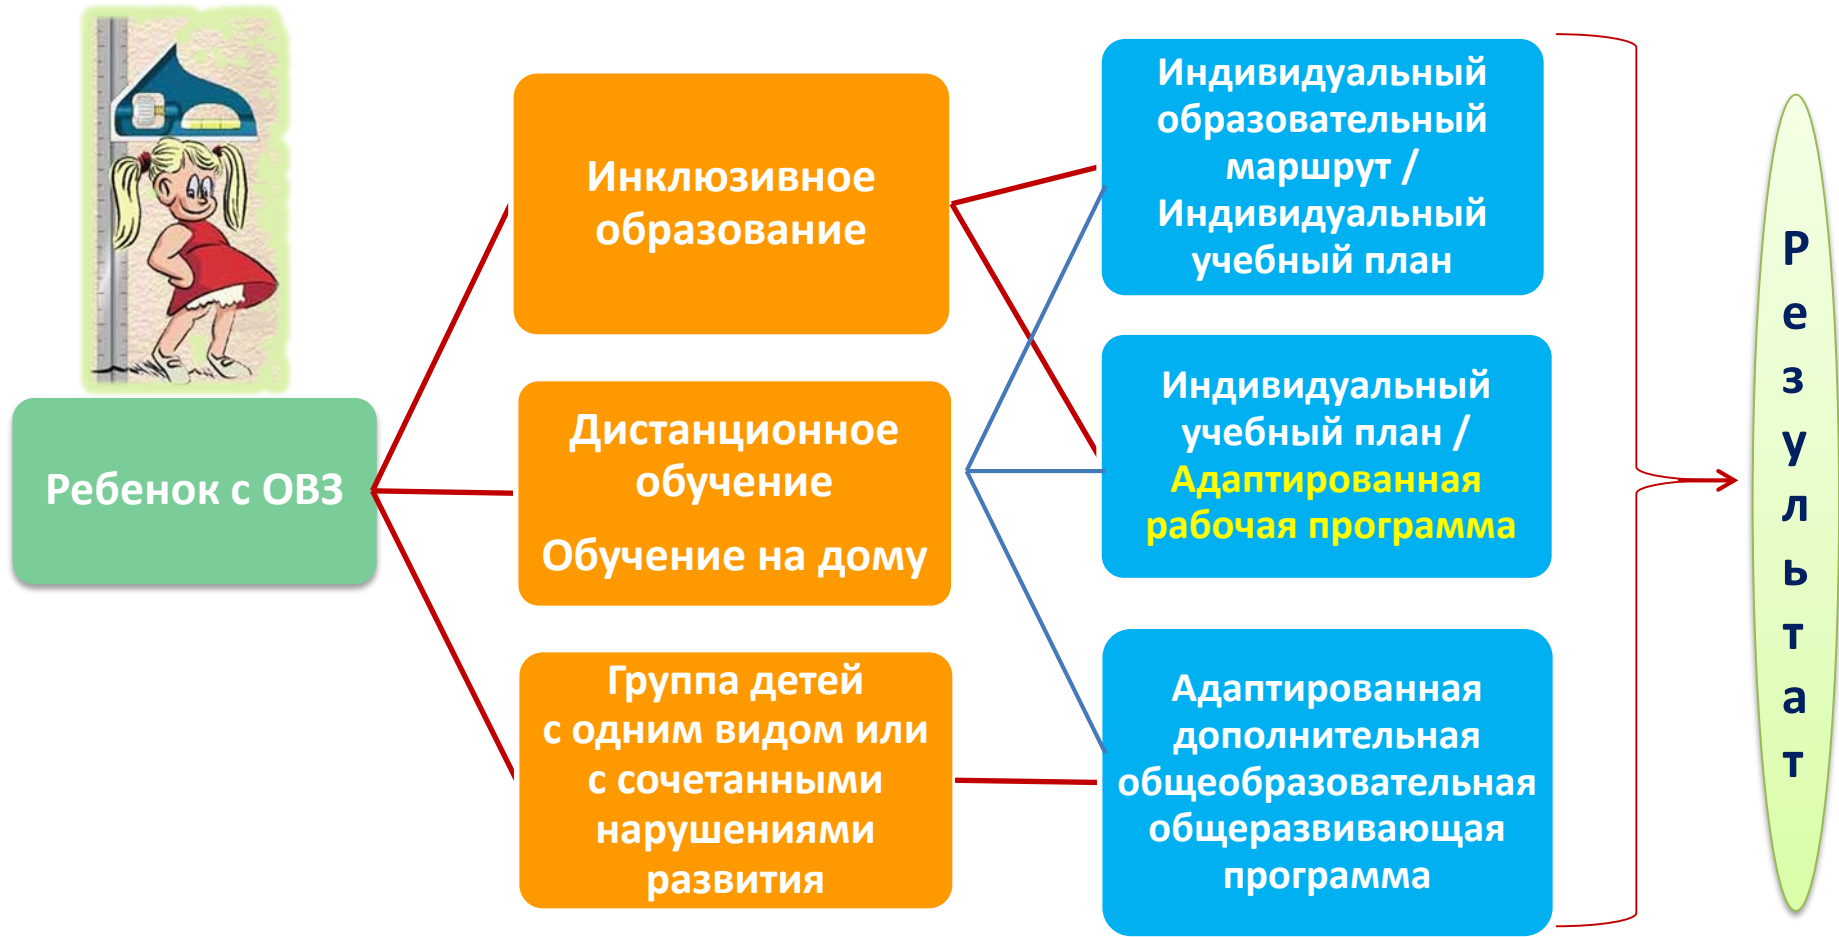 Ребенок с ОВЗ
Инклюзивное
образование
Дистанционное
обучение
Обучение на дому
Группа детей
с одним видом или
с сочетанными
нарушениями
развития
Индивидуальный
образовательный
маршрут /
Индивидуальный
учебный план
Индивидуальный
учебный план /
Адаптированная
рабочая программа
Адаптированная
дополнительная
общеобразовательная
общеразвивающая
программа
Р
е
з
у
л
ь
т
а
т